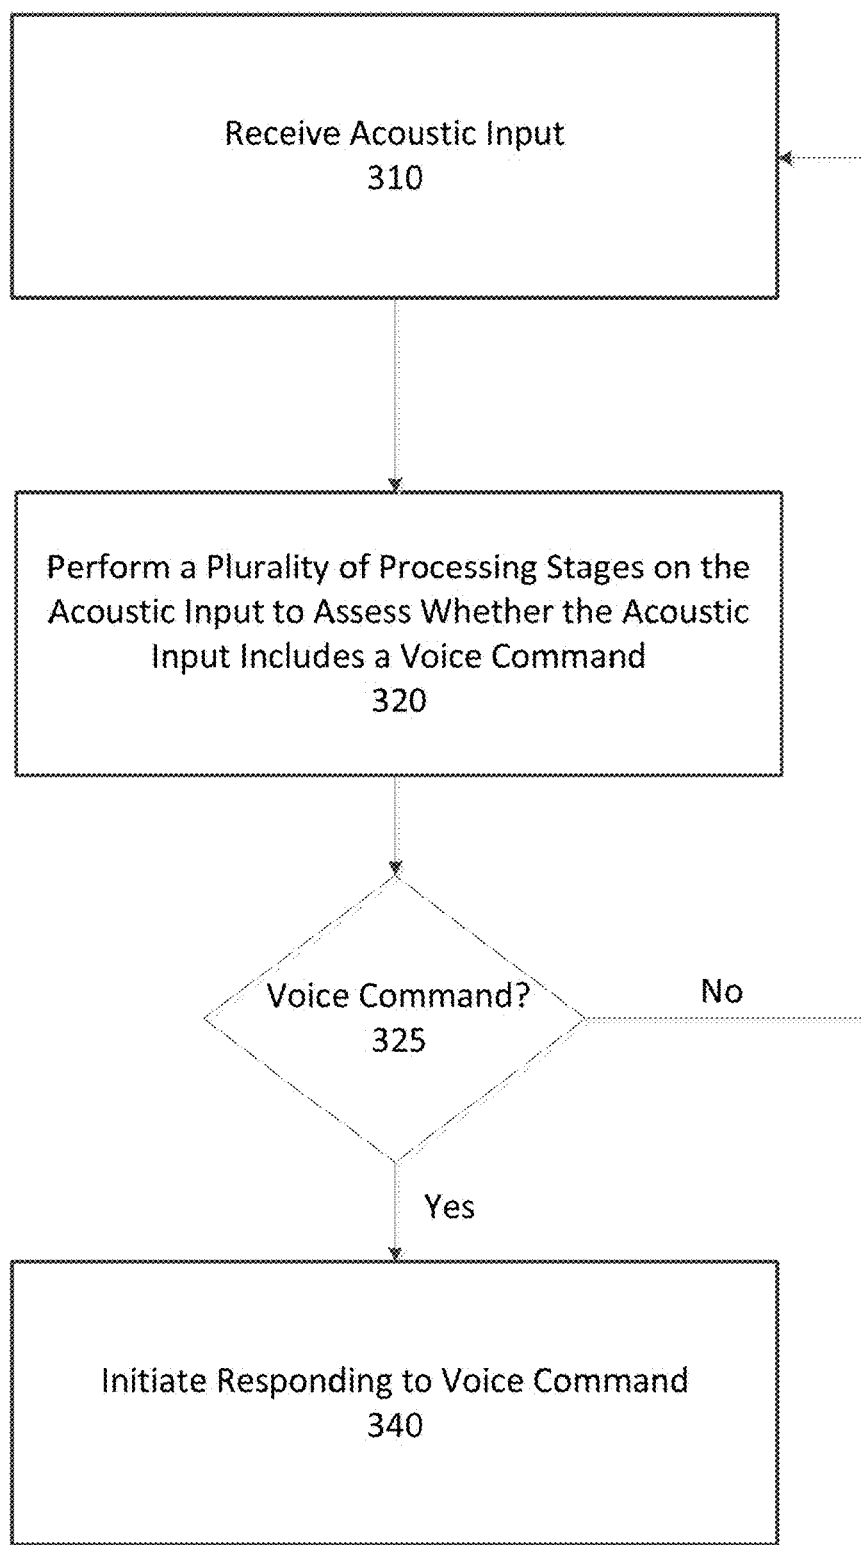 Receive Acoustic Input
310
Perform a Plurality of Processing Stages on the
Acoustic Input to Assess Whether the Acoustic
Input Includes a Voice Command
320
Voice Command?
325
No
Yes
Initiate Responding to Voice Command
340